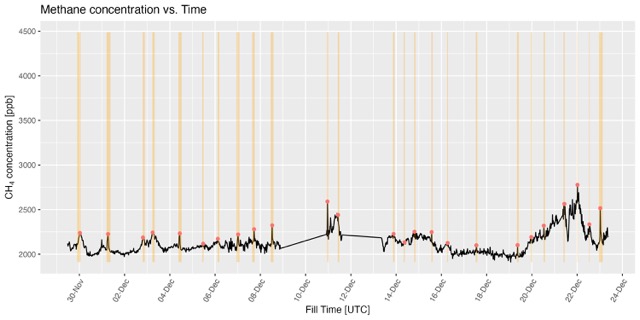 Methane concentration vs. Time
4500
4000
3500
3000
2500
2000
CH₄ concentration [ppb]
30-Nov 02-Dec 04-Dec 06-Dec 08-Dec 10-Dec 12-Dec 14-Dec 16-Dec 18-Dec 20-Dec 22-Dec 24-Dec
Fill Time [UTC]